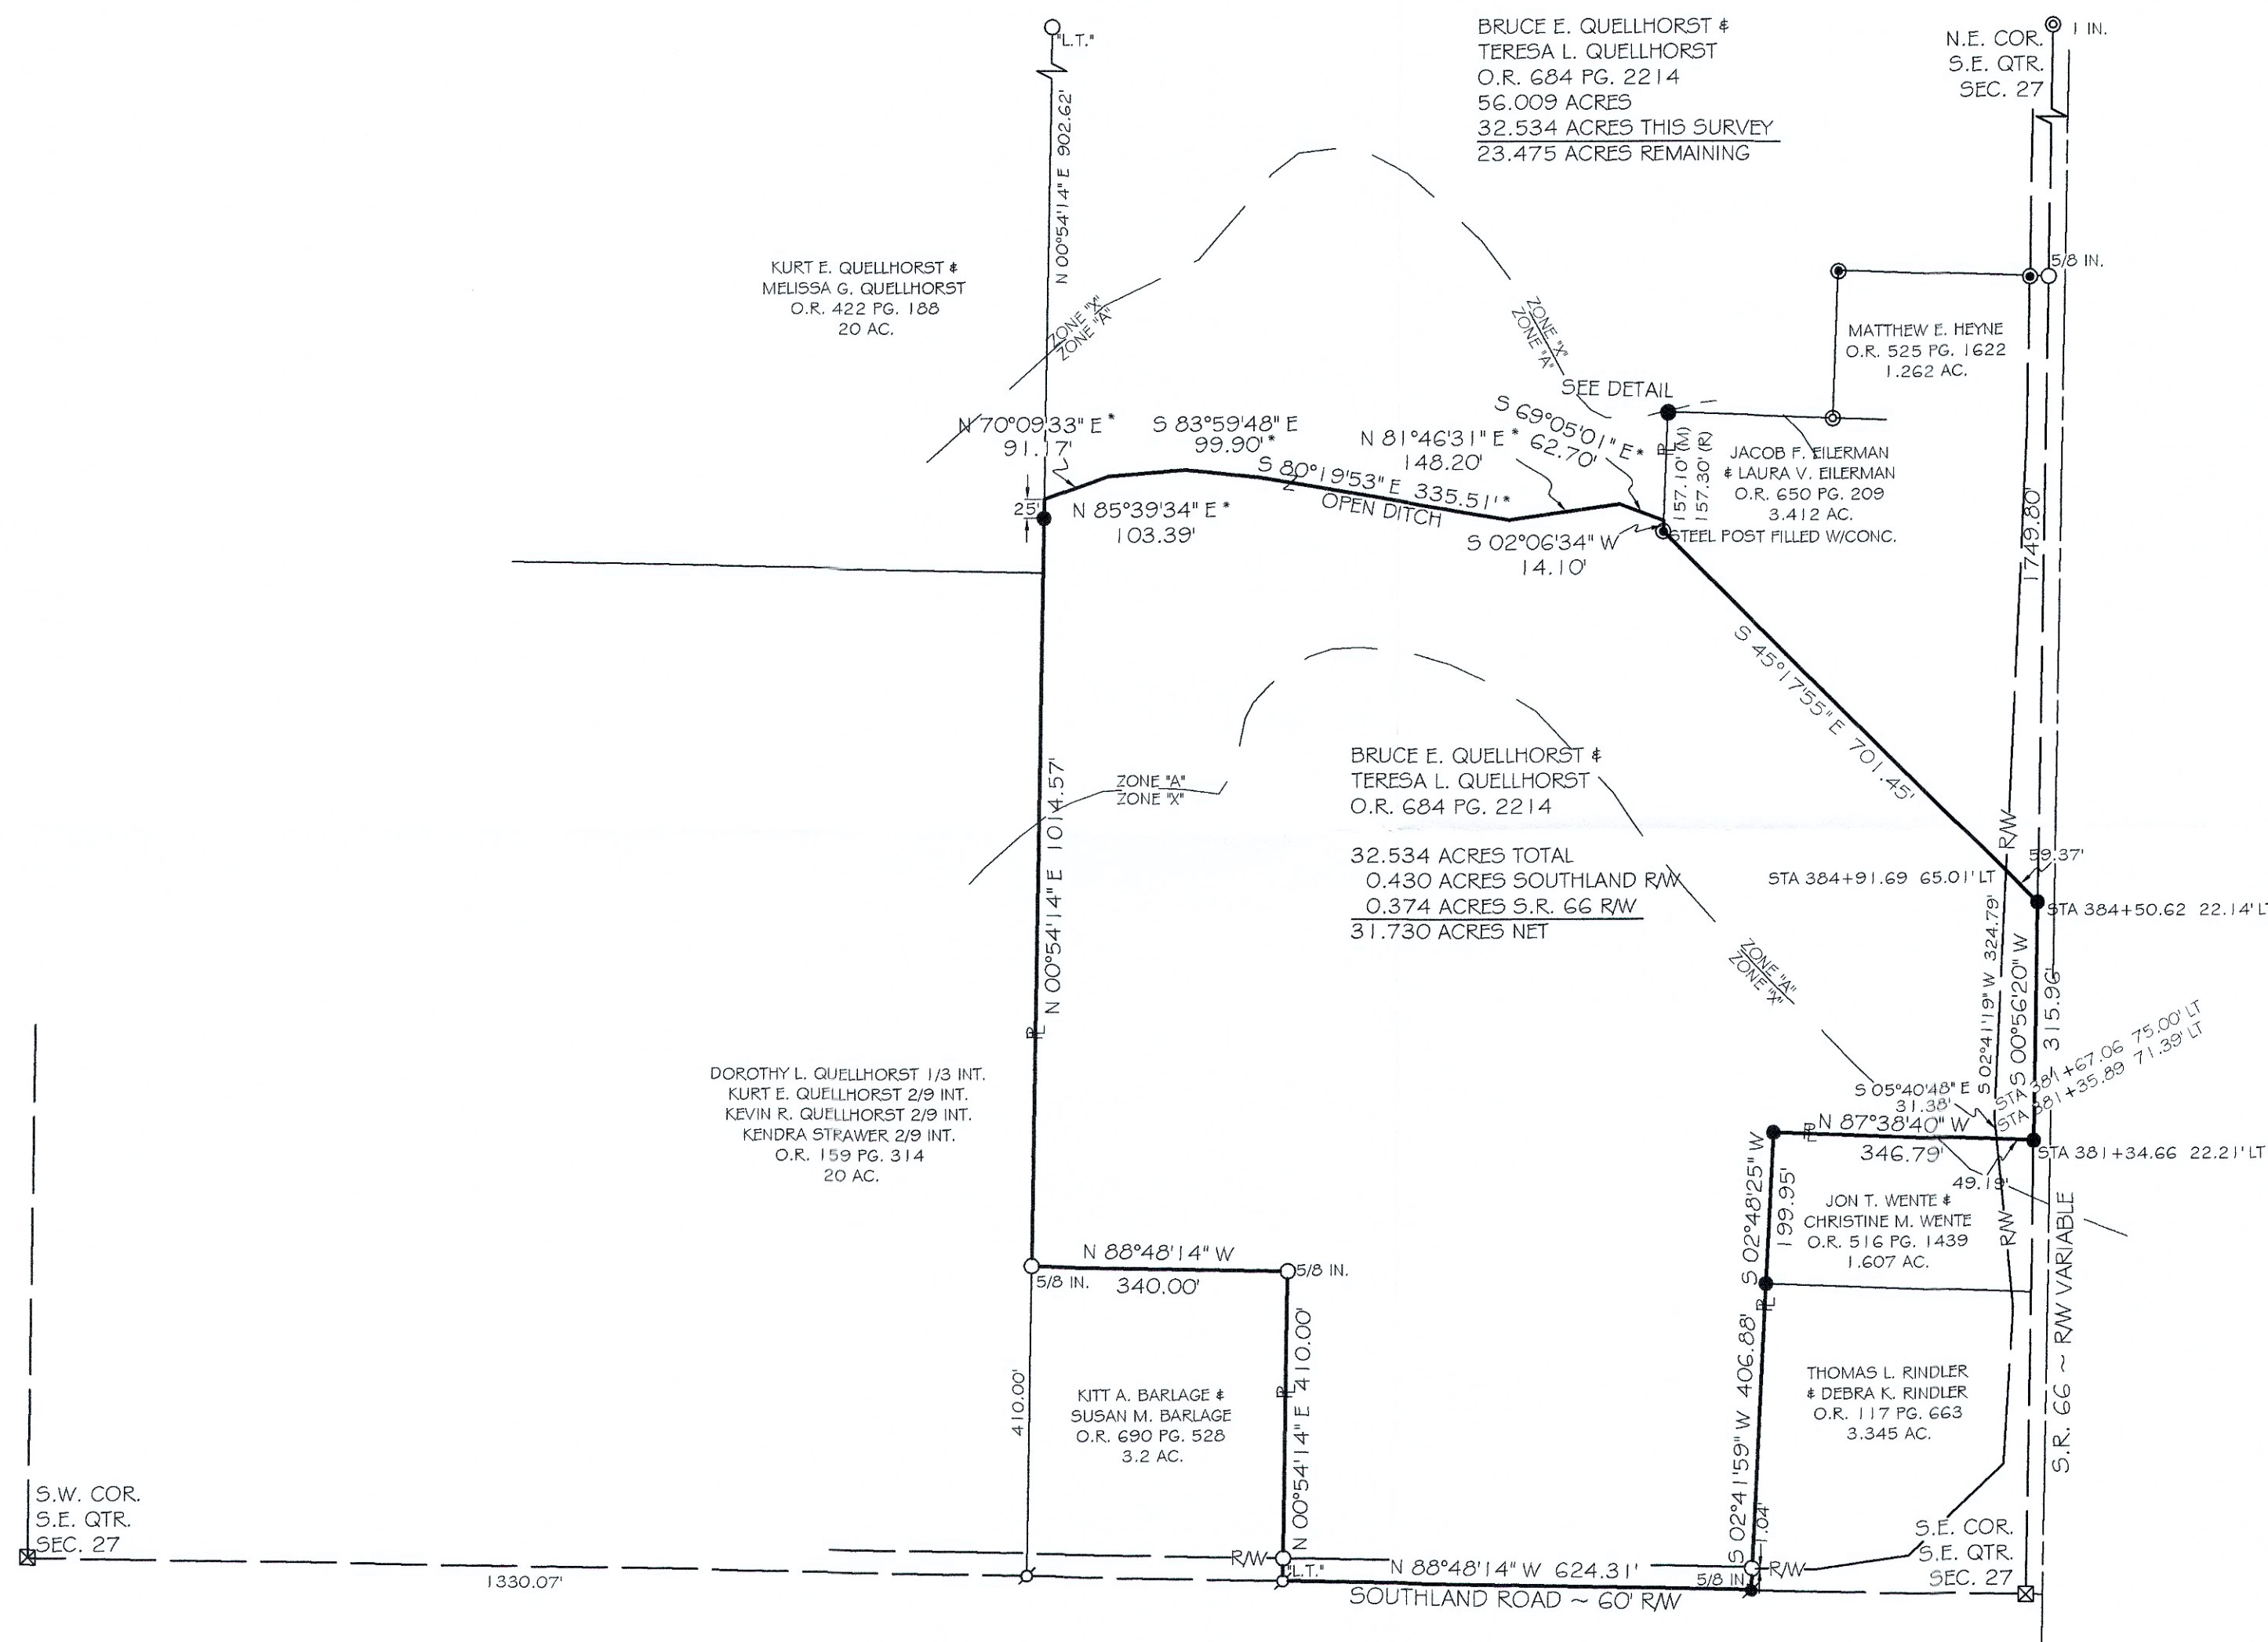 "L.T."
N 00°54'14" E 902.62'
BRUCE E. QUELLHORST &
TERESA L. QUELLHORST
O.R. 684 PG. 2214
56.009 ACRES
32.534 ACRES THIS SURVEY
23.475 ACRES REMAINING
N.E. COR.
S.E. QTR.
SEC. 27
1 IN.
5/8 IN.
KURT E. QUELLHORST &
MELISSA G. QUELLHORST
O.R. 422 PG. 188
20 AC.
ZONE "X"
ZONE "A"
ZONE "X"
ZONE "A"
MATTHEW E. HEYNE
O.R. 525 PG. 1622
1.262 AC.
SEE DETAIL
N 70°09'33" E *
91.17'
S 83°59'48" E
99.90' *
N 81°46'31" E *
148.20'
S 69°05'01" E *
62.70'
157.10' (M)
157.30' (R)
PL
JACOB F. EILERMAN
& LAURA V. EILERMAN
O.R. 650 PG. 209
3.412 AC.
STEEL POST FILLED W/CONC.
1749.80'
25'
N 85°39'34" E *
103.39'
S 80°19'53" E 335.51' *
OPEN DITCH
S 02°06'34" W
14.10'
S 45°17'55" E 701.45'
N 00°54'14" E 1014.57'
PL
ZONE "A"
ZONE "X"
BRUCE E. QUELLHORST &
TERESA L. QUELLHORST
O.R. 684 PG. 2214
32.534 ACRES TOTAL
0.430 ACRES SOUTHLAND R/W
0.374 ACRES S.R. 66 R/W
31.730 ACRES NET
R/W
59.37'
STA 384+91.69 65.01' LT
STA 384+50.62 22.14' LT
ZONE "A"
ZONE "X"
S 02°41'19" W 324.79'
S 00°56'20" W
315.96'
STA 381+67.06 75.00' LT
STA 381+35.89 71.39' LT
S 05°40'48" E
31.38'
N 87°38'40" W
346.79'
PL
STA 381+34.66 22.21' LT
49.19'
DOROTHY L. QUELLHORST 1/3 INT.
KURT E. QUELLHORST 2/9 INT.
KEVIN R. QUELLHORST 2/9 INT.
KENDRA STRAWER 2/9 INT.
O.R. 159 PG. 314
20 AC.
S 02°48'25" W
199.95'
JON T. WENTE &
CHRISTINE M. WENTE
O.R. 516 PG. 1439
1.607 AC.
R/W
S.R. 66 ~ R/W VARIABLE
N 88°48'14" W
340.00'
5/8 IN.
5/8 IN.
PL
410.00'
KITT A. BARLAGE &
SUSAN M. BARLAGE
O.R. 690 PG. 528
3.2 AC.
PL
N 00°54'14" E 410.00'
S 02°41'59" W 406.88'
THOMAS L. RINDLER
& DEBRA K. RINDLER
O.R. 117 PG. 663
3.345 AC.
S.W. COR.
S.E. QTR.
SEC. 27
S.E. COR.
S.E. QTR.
SEC. 27
1330.07'
R/W
"L.T."
N 88°48'14" W 624.31'
5/8 IN.
R/W
SOUTHLAND ROAD ~ 60' R/W